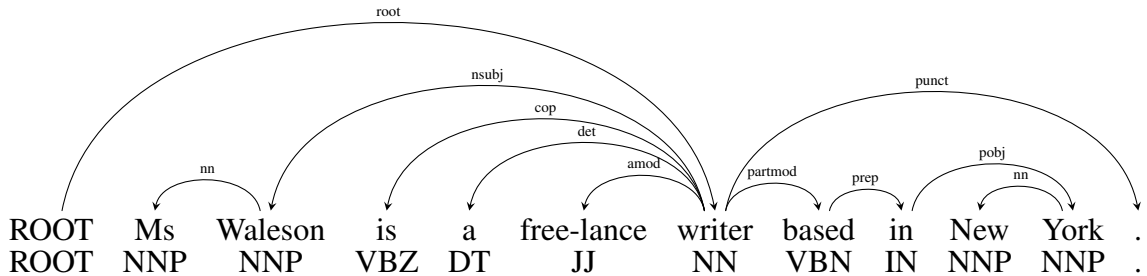 root
nsubj
punct
cop
det
pobj
nn amod partmod prep nn
ROOT Ms Waleson is a free-lance writer based in New York .
ROOT NNP NNP VBZ DT JJ NN VBN IN NNP NNP .